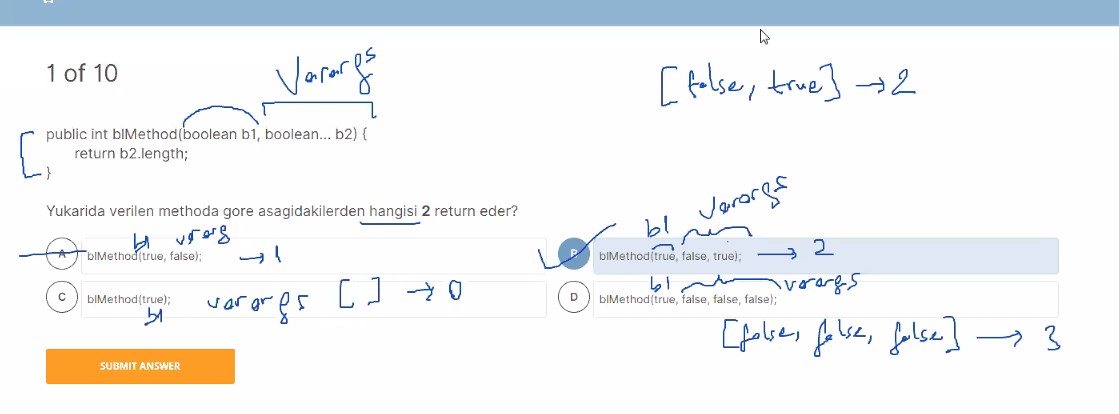 1 of 10
Varargs
[false, true] → 2
public int blMethod(boolean b1, boolean... b2) {
return b2.length;
}
Yukarida verilen methoda gore asagidakilerden hangisi 2 return eder?
b1 varargs
b1 vrarg
A blMethod(true, false); → 1
B blMethod(true, false, true); → 2
b1 varargs
C blMethod(true); varargs [ ] → 0
D blMethod(true, false, false, false);
b1
[false, false, false] → 3
SUBMIT ANSWER